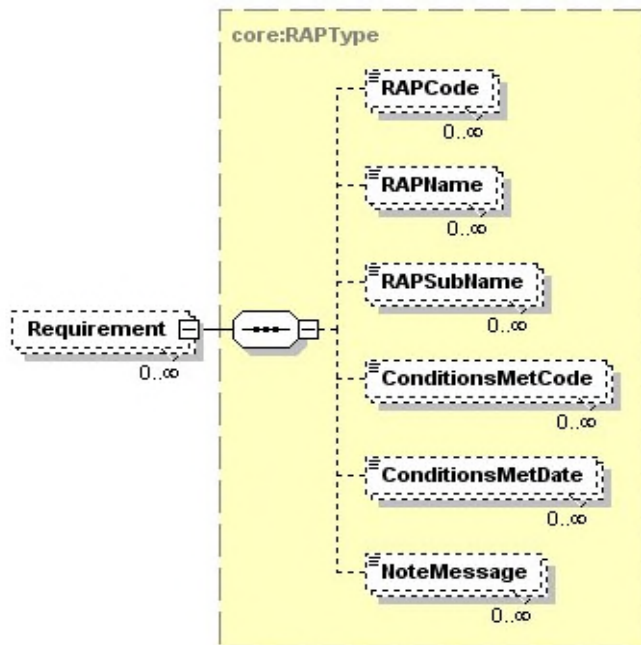 core:RAPType
RAPCode
0..∞
RAPName
0..∞
RAPSubName
0..∞
Requirement
0..∞
ConditionsMetCode
0..∞
ConditionsMetDate
0..∞
NoteMessage
0..∞